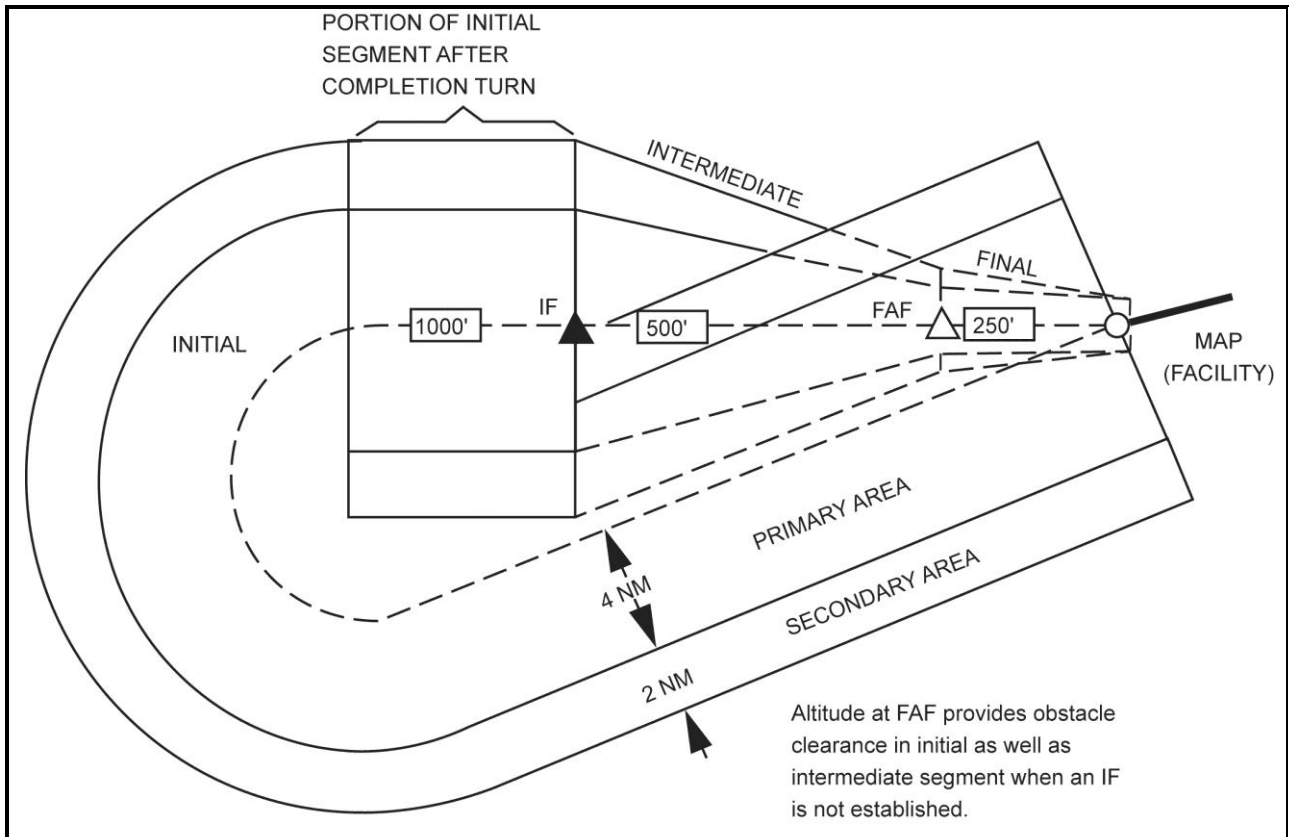 PORTION OF INITIAL
SEGMENT AFTER
COMPLETION TURN
INTERMEDIATE
FINAL
IF
FAF
1000'
500'
250'
INITIAL
MAP
(FACILITY)
PRIMARY AREA
4 NM
SECONDARY AREA
2 NM
Altitude at FAF provides obstacle
clearance in initial as well as
intermediate segment when an IF
is not established.